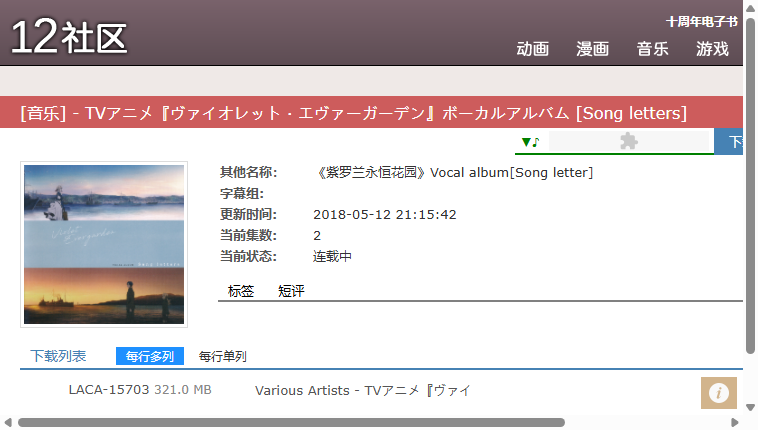 十周年电子书
12社区
动画 漫画 音乐 游戏
[音乐] - TVアニメ『ヴァイオレット・エヴァーガーデン』ボーカルアルバム [Song letters]
▼♪ 下
其他名称: 《紫罗兰永恒花园》Vocal album[Song letter]
字幕组:
更新时间: 2018-05-12 21:15:42
当前集数: 2
当前状态: 连载中
标签 短评
下载列表 每行多列 每行单列
LACA-15703 321.0 MB Various Artists - TVアニメ『ヴァイ